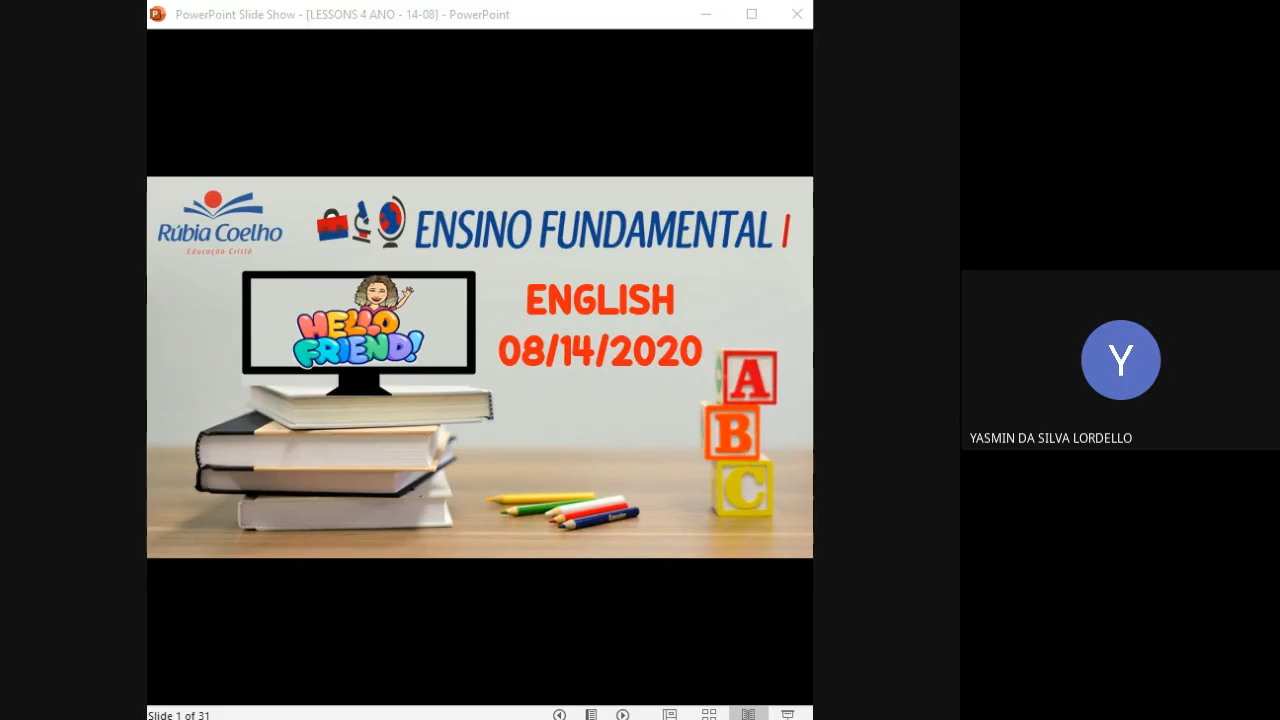 PowerPoint Slide Show - [LESSONS 4 ANO - 14-08] - PowerPoint
Rúbia Coelho
Educação Cristã
ENSINO FUNDAMENTAL I
HELLO
FRIEND!
ENGLISH
08/14/2020
A
B
C
Y
YASMIN DA SILVA LORDELLO
Slide 1 of 31